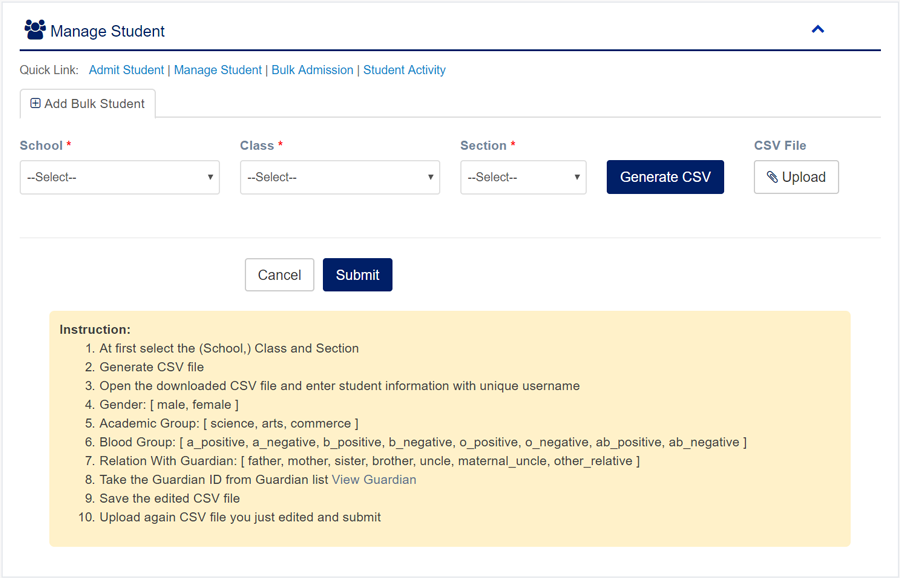 Manage Student
Quick Link: Admit Student | Manage Student | Bulk Admission | Student Activity
Add Bulk Student
School * Class * Section * CSV File
--Select-- --Select-- --Select-- Generate CSV Upload
Cancel Submit
Instruction:
1. At first select the (School,) Class and Section
2. Generate CSV file
3. Open the downloaded CSV file and enter student information with unique username
4. Gender: [ male, female ]
5. Academic Group: [ science, arts, commerce ]
6. Blood Group: [ a_positive, a_negative, b_positive, b_negative, o_positive, o_negative, ab_positive, ab_negative ]
7. Relation With Guardian: [ father, mother, sister, brother, uncle, maternal_uncle, other_relative ]
8. Take the Guardian ID from Guardian list View Guardian
9. Save the edited CSV file
10. Upload again CSV file you just edited and submit